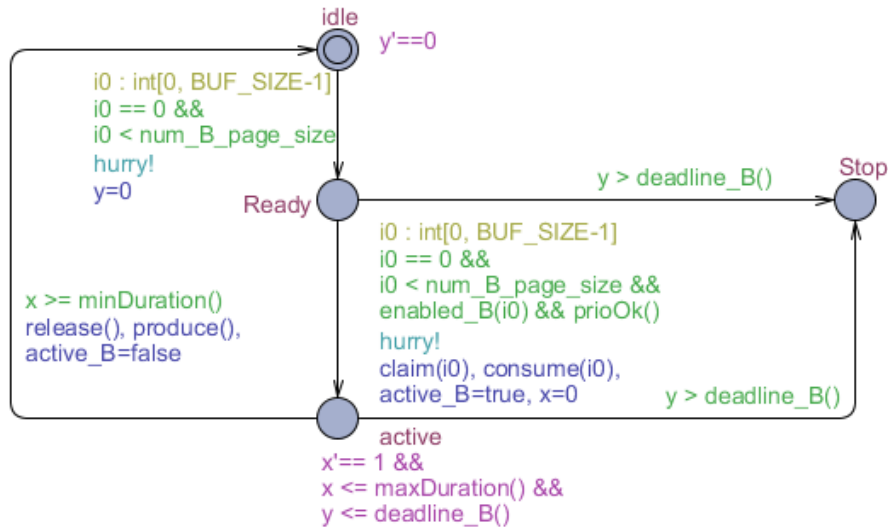 idle
y'==0
i0 : int[0, BUF_SIZE-1]
i0 == 0 &&
i0 < num_B_page_size
hurry!
y=0
Ready
y > deadline_B()
Stop
i0 : int[0, BUF_SIZE-1]
i0 == 0 &&
i0 < num_B_page_size &&
enabled_B(i0) && prioOk()
hurry!
claim(i0), consume(i0),
active_B=true, x=0
x >= minDuration()
release(), produce(),
active_B=false
y > deadline_B()
active
x'== 1 &&
x <= maxDuration() &&
y <= deadline_B()